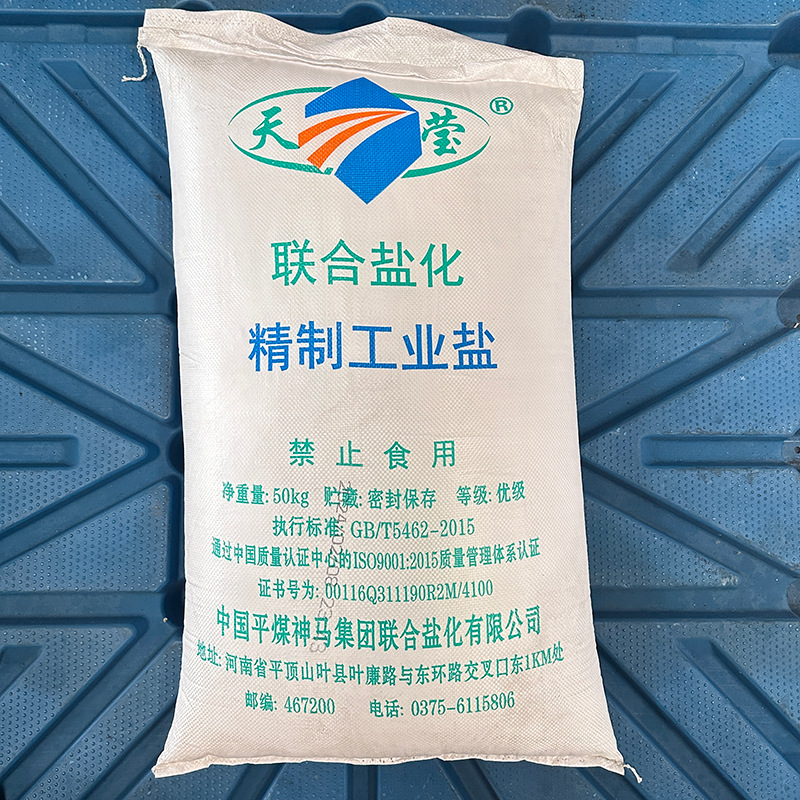 天莹®
联合盐化
精制工业盐
禁止食用
净重量:50kg 贮藏:密封保存 等级:优级
执行标准:GB/T5462-2015
通过中国质量认证中心的ISO9001:2015质量管理体系认证
证书号为:00116Q311190R2M/4100
中国平煤神马集团联合盐化有限公司
地址:河南省平顶山叶县叶廉路与东环路交叉口东1KM处
邮编:467200 电话:0375-6115806